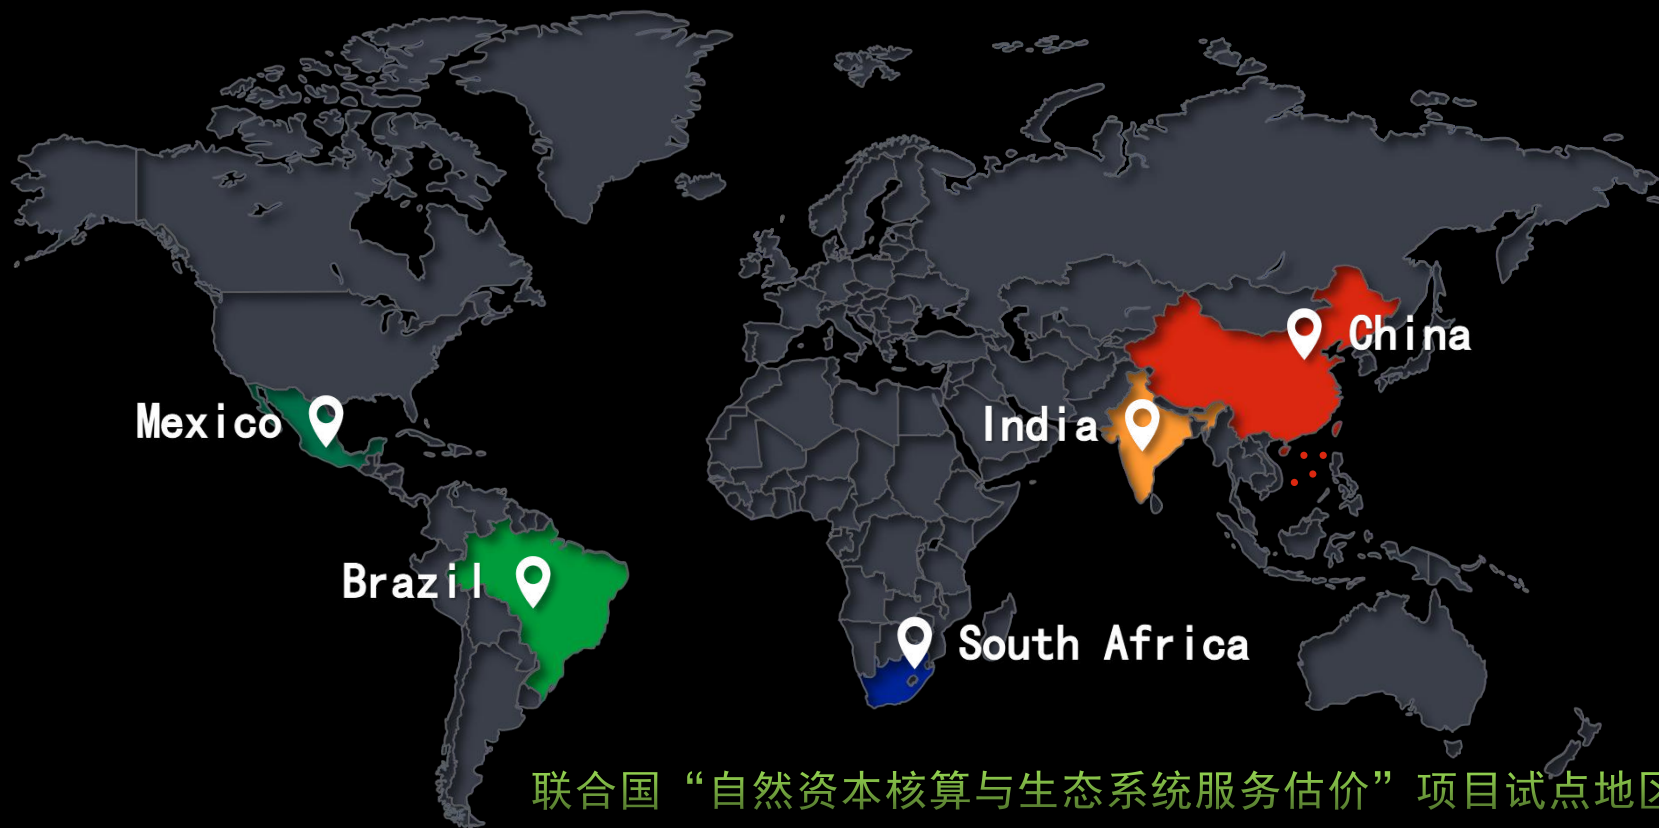 China
Mexico
India
Brazil
South Africa
联合国“自然资本核算与生态系统服务估价”项目试点地区